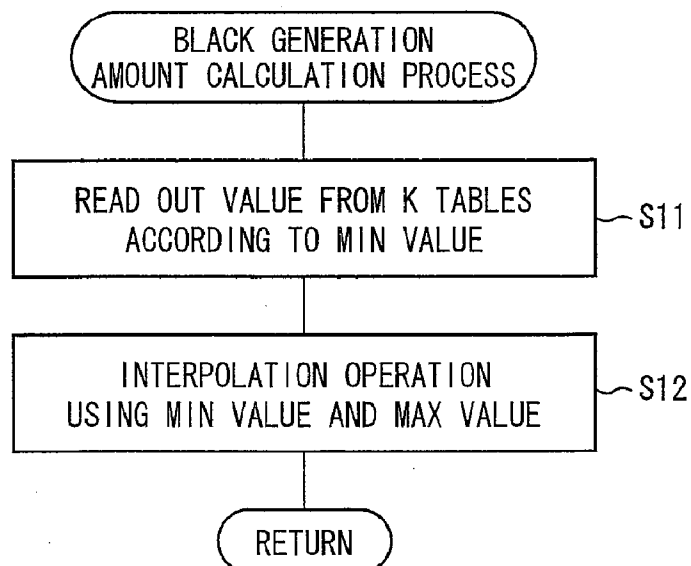 BLACK GENERATION
AMOUNT CALCULATION PROCESS
READ OUT VALUE FROM K TABLES
ACCORDING TO MIN VALUE
S11
INTERPOLATION OPERATION
USING MIN VALUE AND MAX VALUE
S12
RETURN